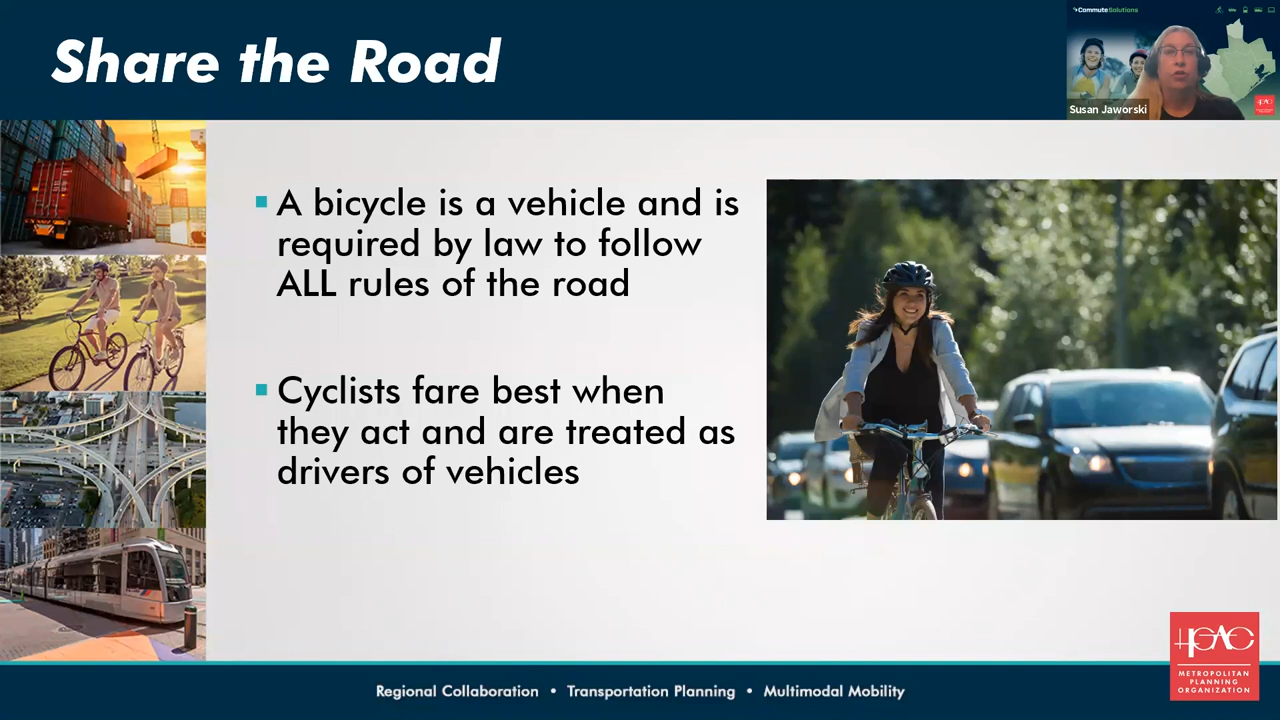 Share the Road
CommuteSolutions
Susan Jaworski
A bicycle is a vehicle and is
required by law to follow
ALL rules of the road
Cyclists fare best when
they act and are treated as
drivers of vehicles
HGAC
METROPOLITAN
PLANNING
ORGANIZATION
Regional Collaboration • Transportation Planning • Multimodal Mobility